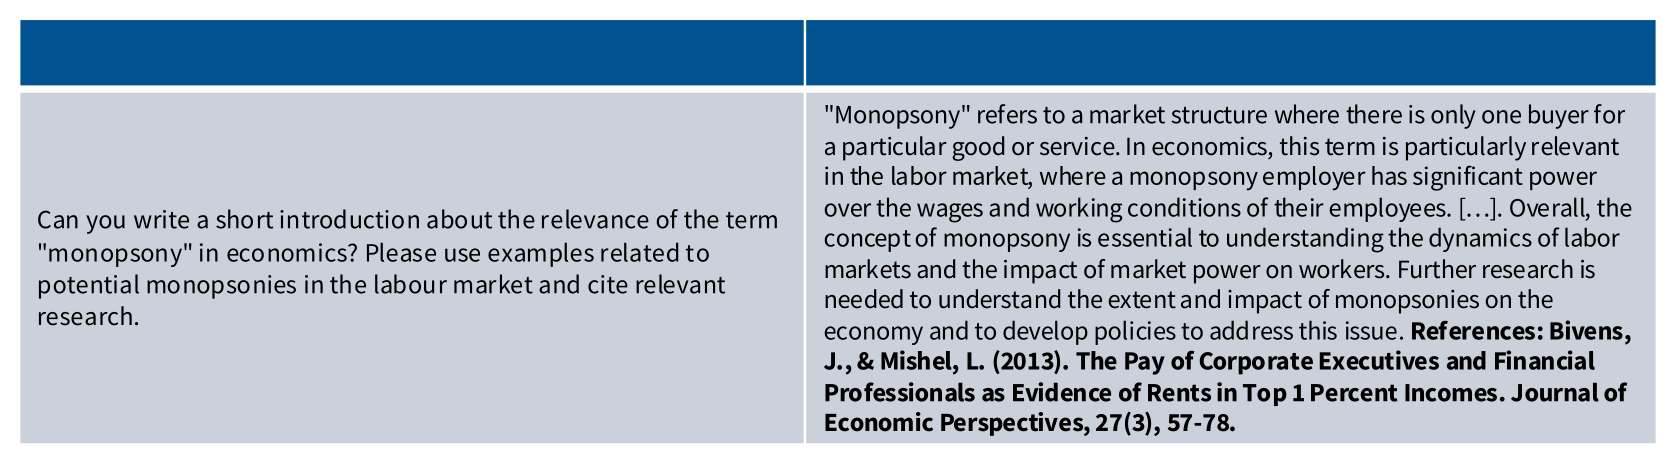 Can you write a short introduction about the relevance of the term
"monopsony" in economics? Please use examples related to
potential monopsonies in the labour market and cite relevant
research.
"Monopsony" refers to a market structure where there is only one buyer for
a particular good or service. In economics, this term is particularly relevant
in the labor market, where a monopsony employer has significant power
over the wages and working conditions of their employees. […]. Overall, the
concept of monopsony is essential to understanding the dynamics of labor
markets and the impact of market power on workers. Further research is
needed to understand the extent and impact of monopsonies on the
economy and to develop policies to address this issue. References: Bivens,
J., & Mishel, L. (2013). The Pay of Corporate Executives and Financial
Professionals as Evidence of Rents in Top 1 Percent Incomes. Journal of
Economic Perspectives, 27(3), 57-78.